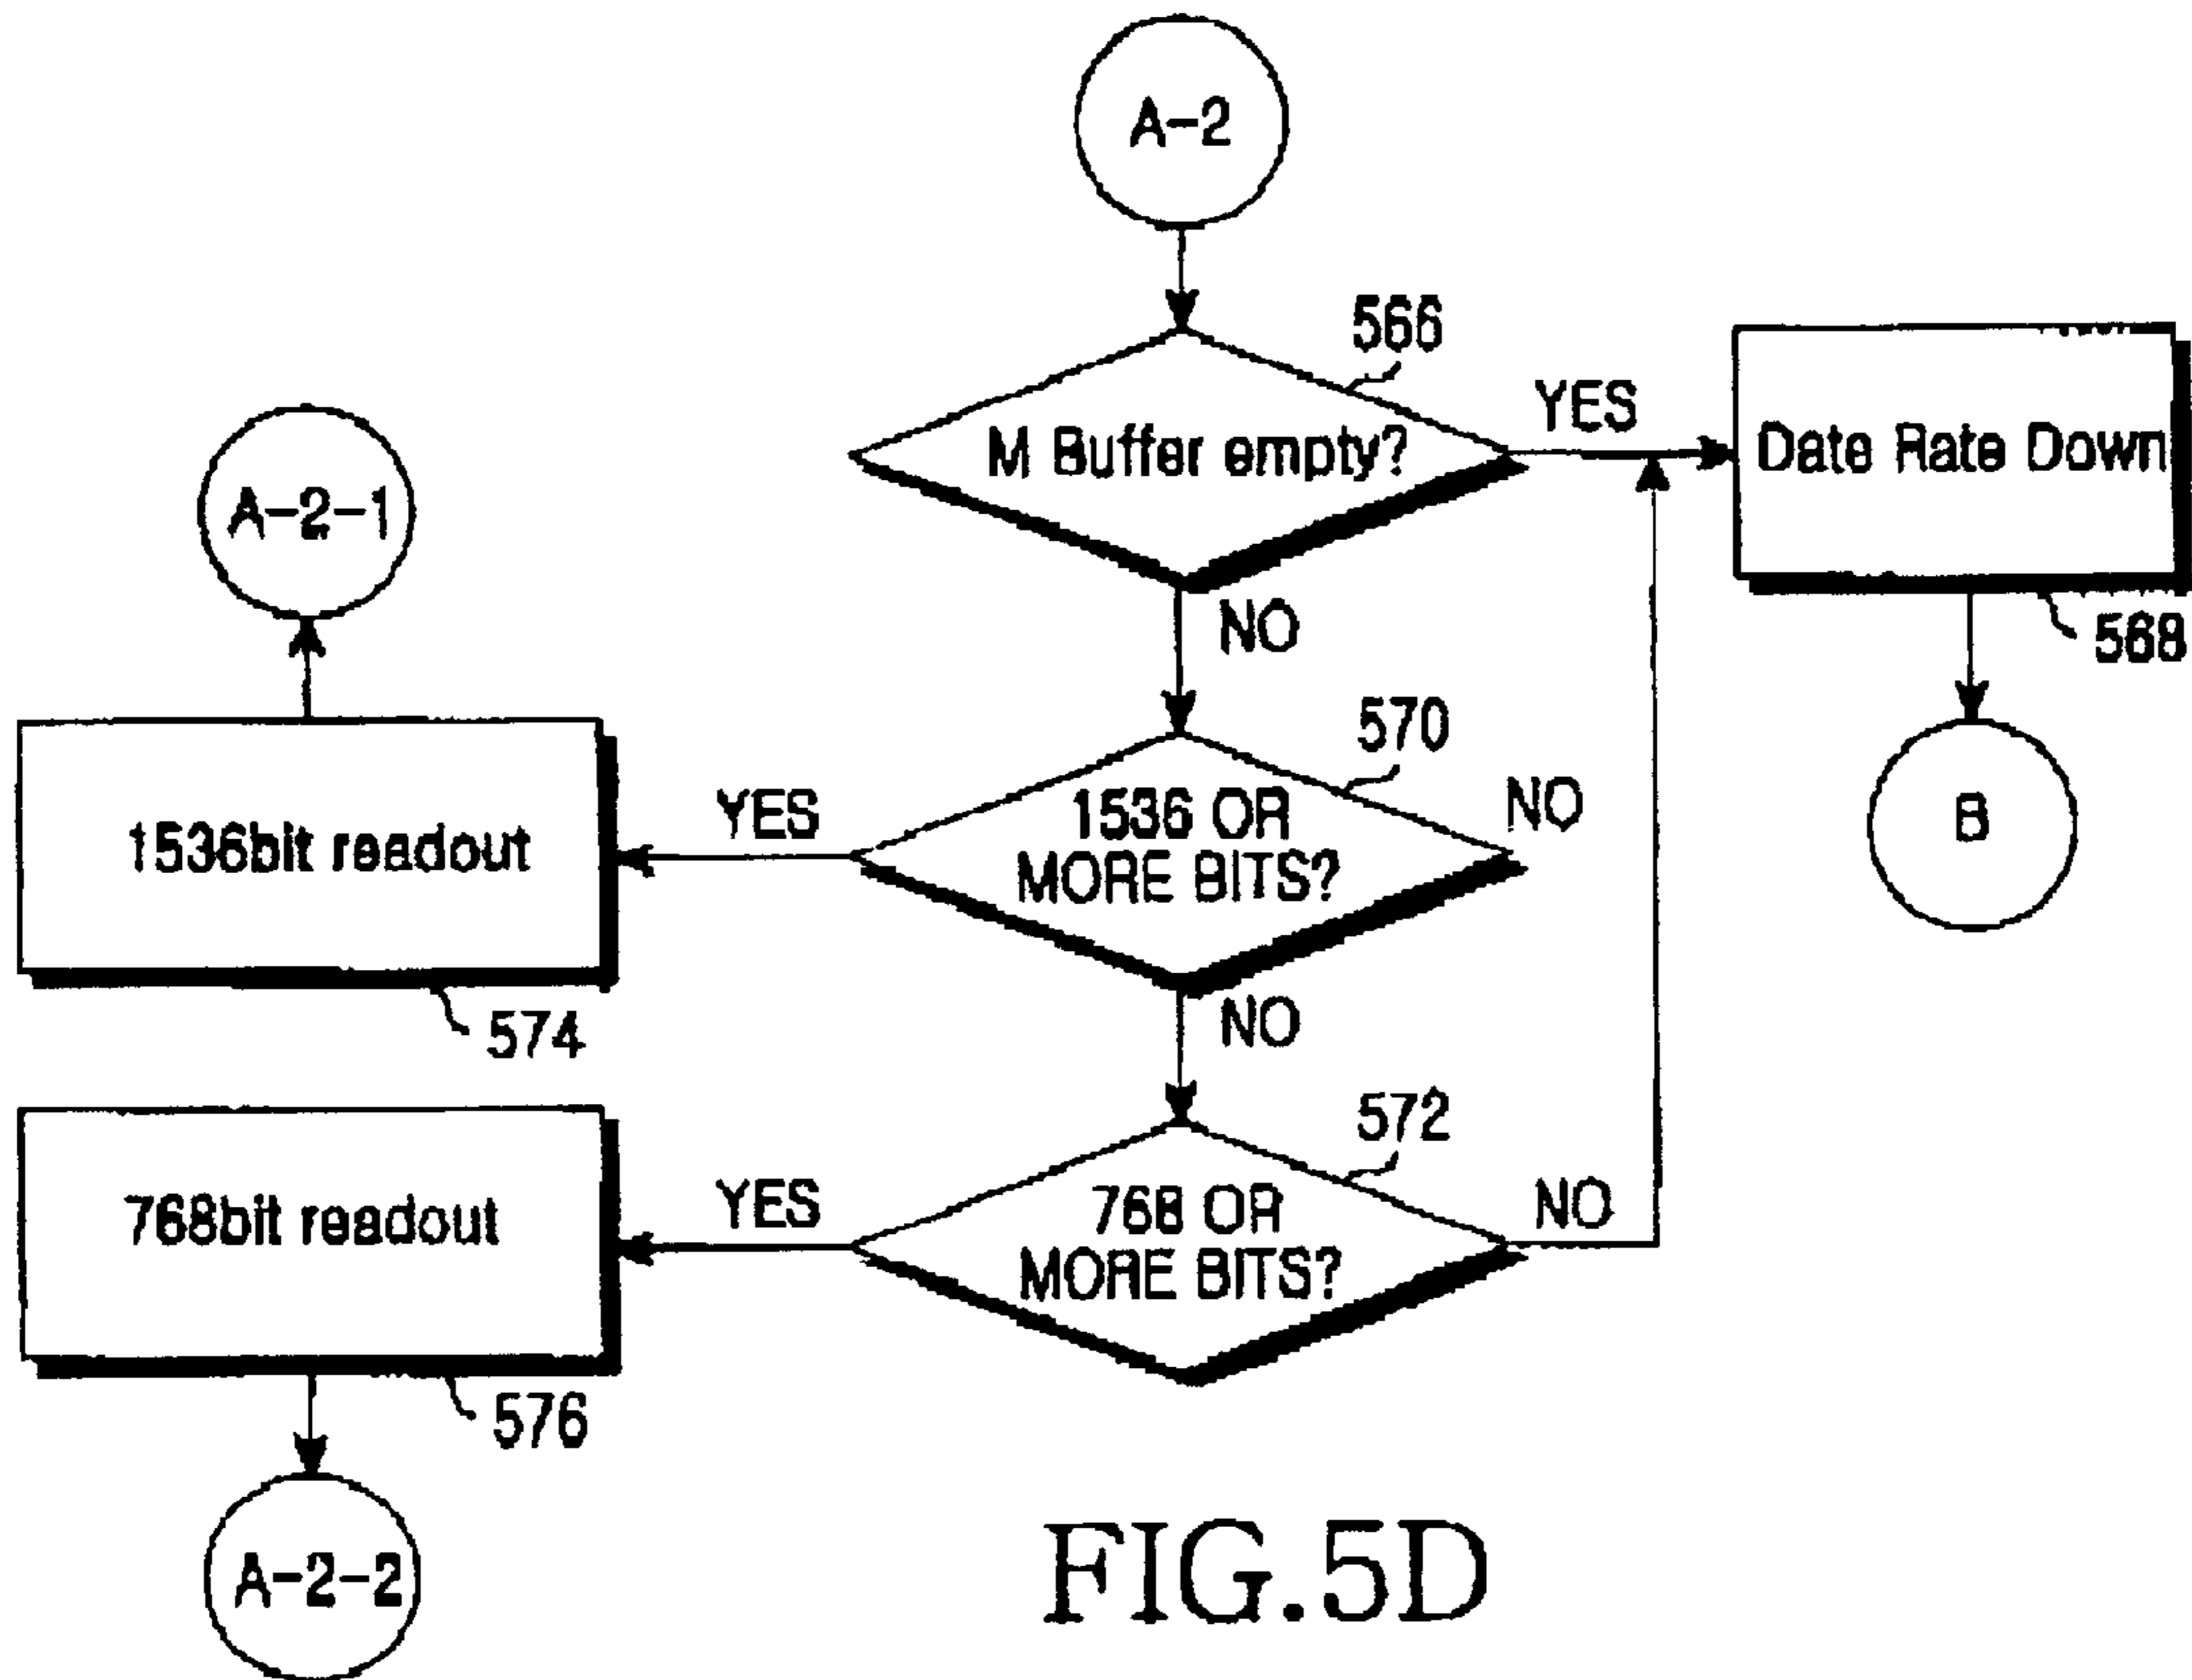 A-2
566
M Buffer empty?
YES
Date Rate Down
568
NO
B
A-2-1
570
1536 OR
MORE BITS?
YES
NO
1536bit readout
574
NO
572
768 OR
MORE BITS?
YES
NO
768bit readout
576
A-2-2
FIG.5D